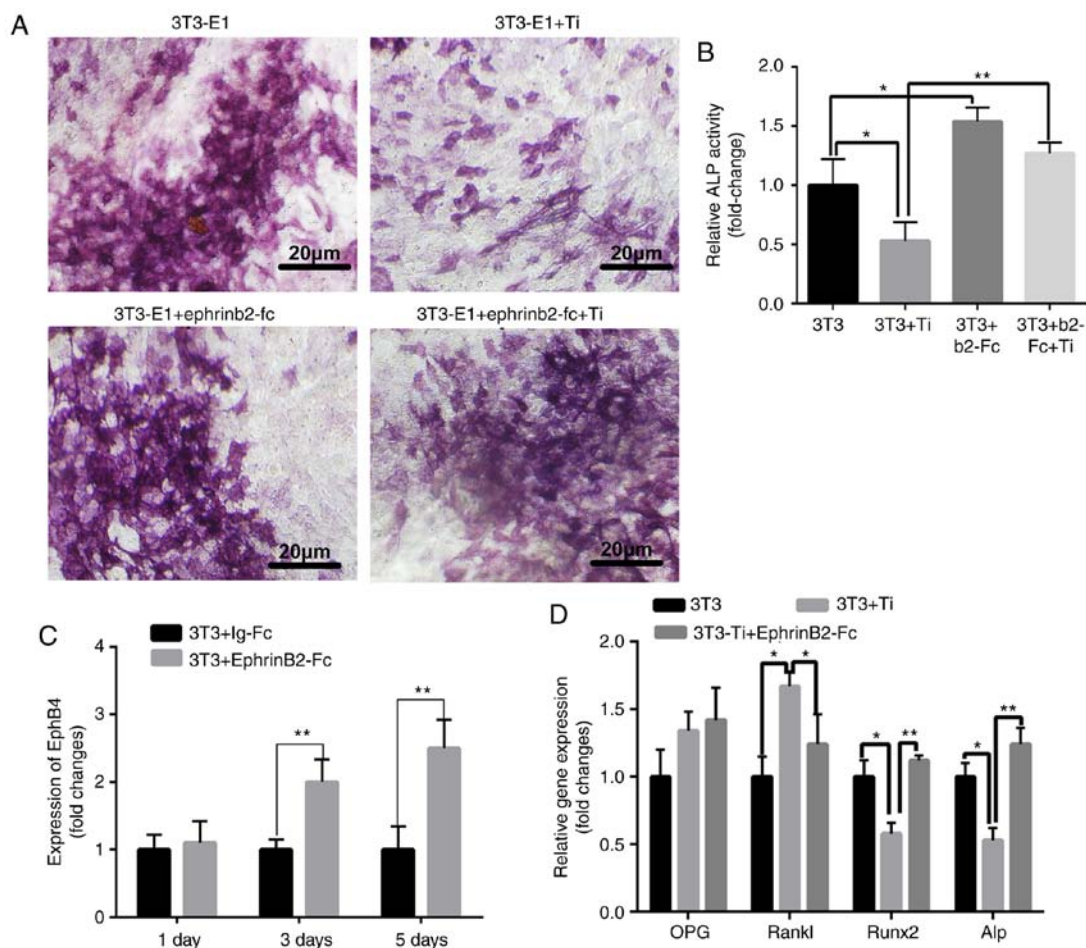 A
3T3-E1
3T3-E1+Ti
20μm
20μm
3T3-E1+ephrinb2-fc
3T3-E1+ephrinb2-fc+Ti
20μm
20μm
B
Relative ALP activity
(fold-change)
2.0
1.5
1.0
0.5
0.0
*
**
*
3T3
3T3+Ti
3T3+
b2-Fc
3T3+b2-
Fc+Ti
C
3T3+Ig-Fc
3T3+EphrinB2-Fc
Expression of EphB4
(fold changes)
4
3
2
1
0
**
**
1 day
3 days
5 days
D
3T3
3T3+Ti
3T3-Ti+EphrinB2-Fc
Relative gene expression
(fold changes)
2.0
1.5
1.0
0.5
0
*
*
*
**
*
**
OPG
Rankl
Runx2
Alp